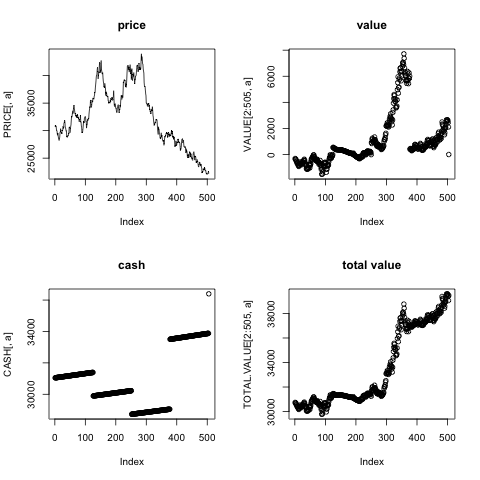 price
PRICE[, a]
25000
35000
0
100
200
300
400
500
Index
value
VALUE[2:505, a]
0
2000
6000
0
100
200
300
400
500
Index
cash
CASH[, a]
30000
34000
0
100
200
300
400
500
Index
total value
TOTAL.VALUE[2:505, a]
30000
34000
38000
0
100
200
300
400
500
Index